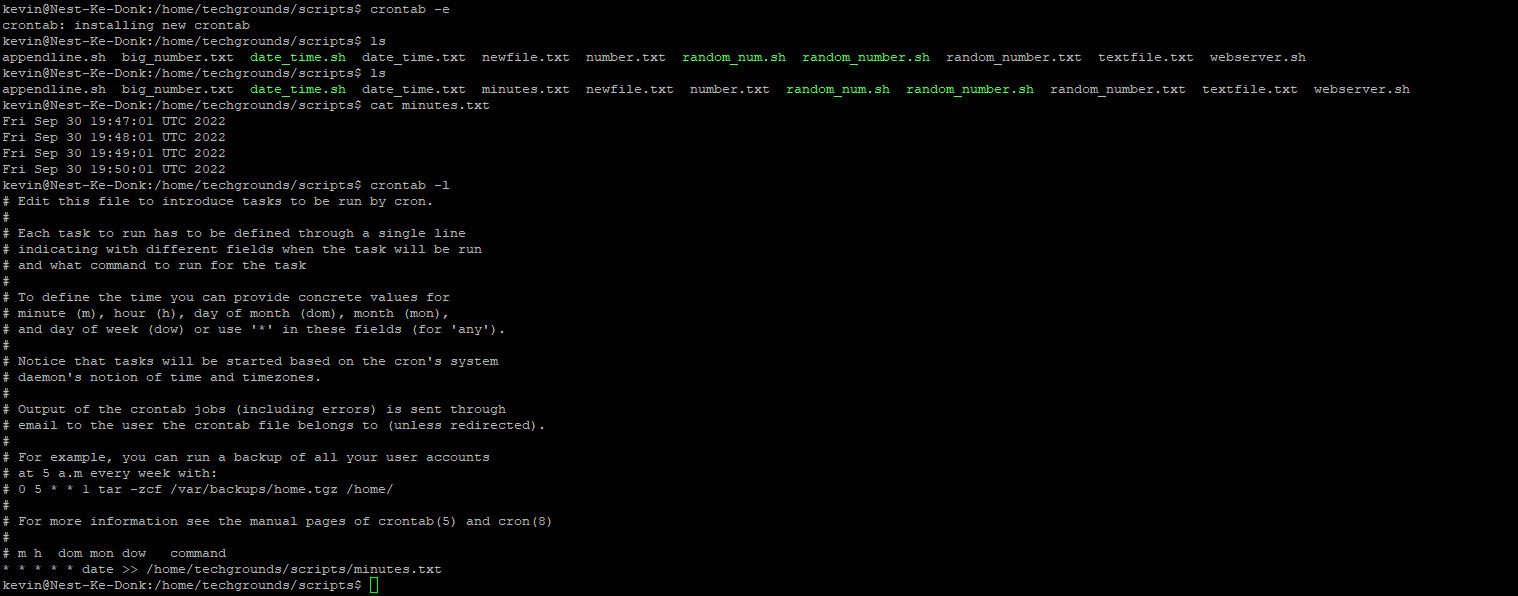 kevin@Nest-Ke-Donk:/home/techgrounds/scripts$ crontab -e
crontab: installing new crontab
kevin@Nest-Ke-Donk:/home/techgrounds/scripts$ ls
appendline.sh  big_number.txt  date_time.sh  date_time.txt  newfile.txt  number.txt  random_num.sh  random_number.sh  random_number.txt  textfile.txt  webserver.sh
kevin@Nest-Ke-Donk:/home/techgrounds/scripts$ ls
appendline.sh  big_number.txt  date_time.sh  date_time.txt  minutes.txt  newfile.txt  number.txt  random_num.sh  random_number.sh  random_number.txt  textfile.txt  webserver.sh
kevin@Nest-Ke-Donk:/home/techgrounds/scripts$ cat minutes.txt
Fri Sep 30 19:47:01 UTC 2022
Fri Sep 30 19:48:01 UTC 2022
Fri Sep 30 19:49:01 UTC 2022
Fri Sep 30 19:50:01 UTC 2022
kevin@Nest-Ke-Donk:/home/techgrounds/scripts$ crontab -l
# Edit this file to introduce tasks to be run by cron.
#
# Each task to run has to be defined through a single line
# indicating with different fields when the task will be run
# and what command to run for the task
#
# To define the time you can provide concrete values for
# minute (m), hour (h), day of month (dom), month (mon),
# and day of week (dow) or use '*' in these fields (for 'any').
#
# Notice that tasks will be started based on the cron's system
# daemon's notion of time and timezones.
#
# Output of the crontab jobs (including errors) is sent through
# email to the user the crontab file belongs to (unless redirected).
#
# For example, you can run a backup of all your user accounts
# at 5 a.m every week with:
# 0 5 * * 1 tar -zcf /var/backups/home.tgz /home/
#
# For more information see the manual pages of crontab(5) and cron(8)
#
# m h  dom mon dow   command
* * * * * date >> /home/techgrounds/scripts/minutes.txt
kevin@Nest-Ke-Donk:/home/techgrounds/scripts$